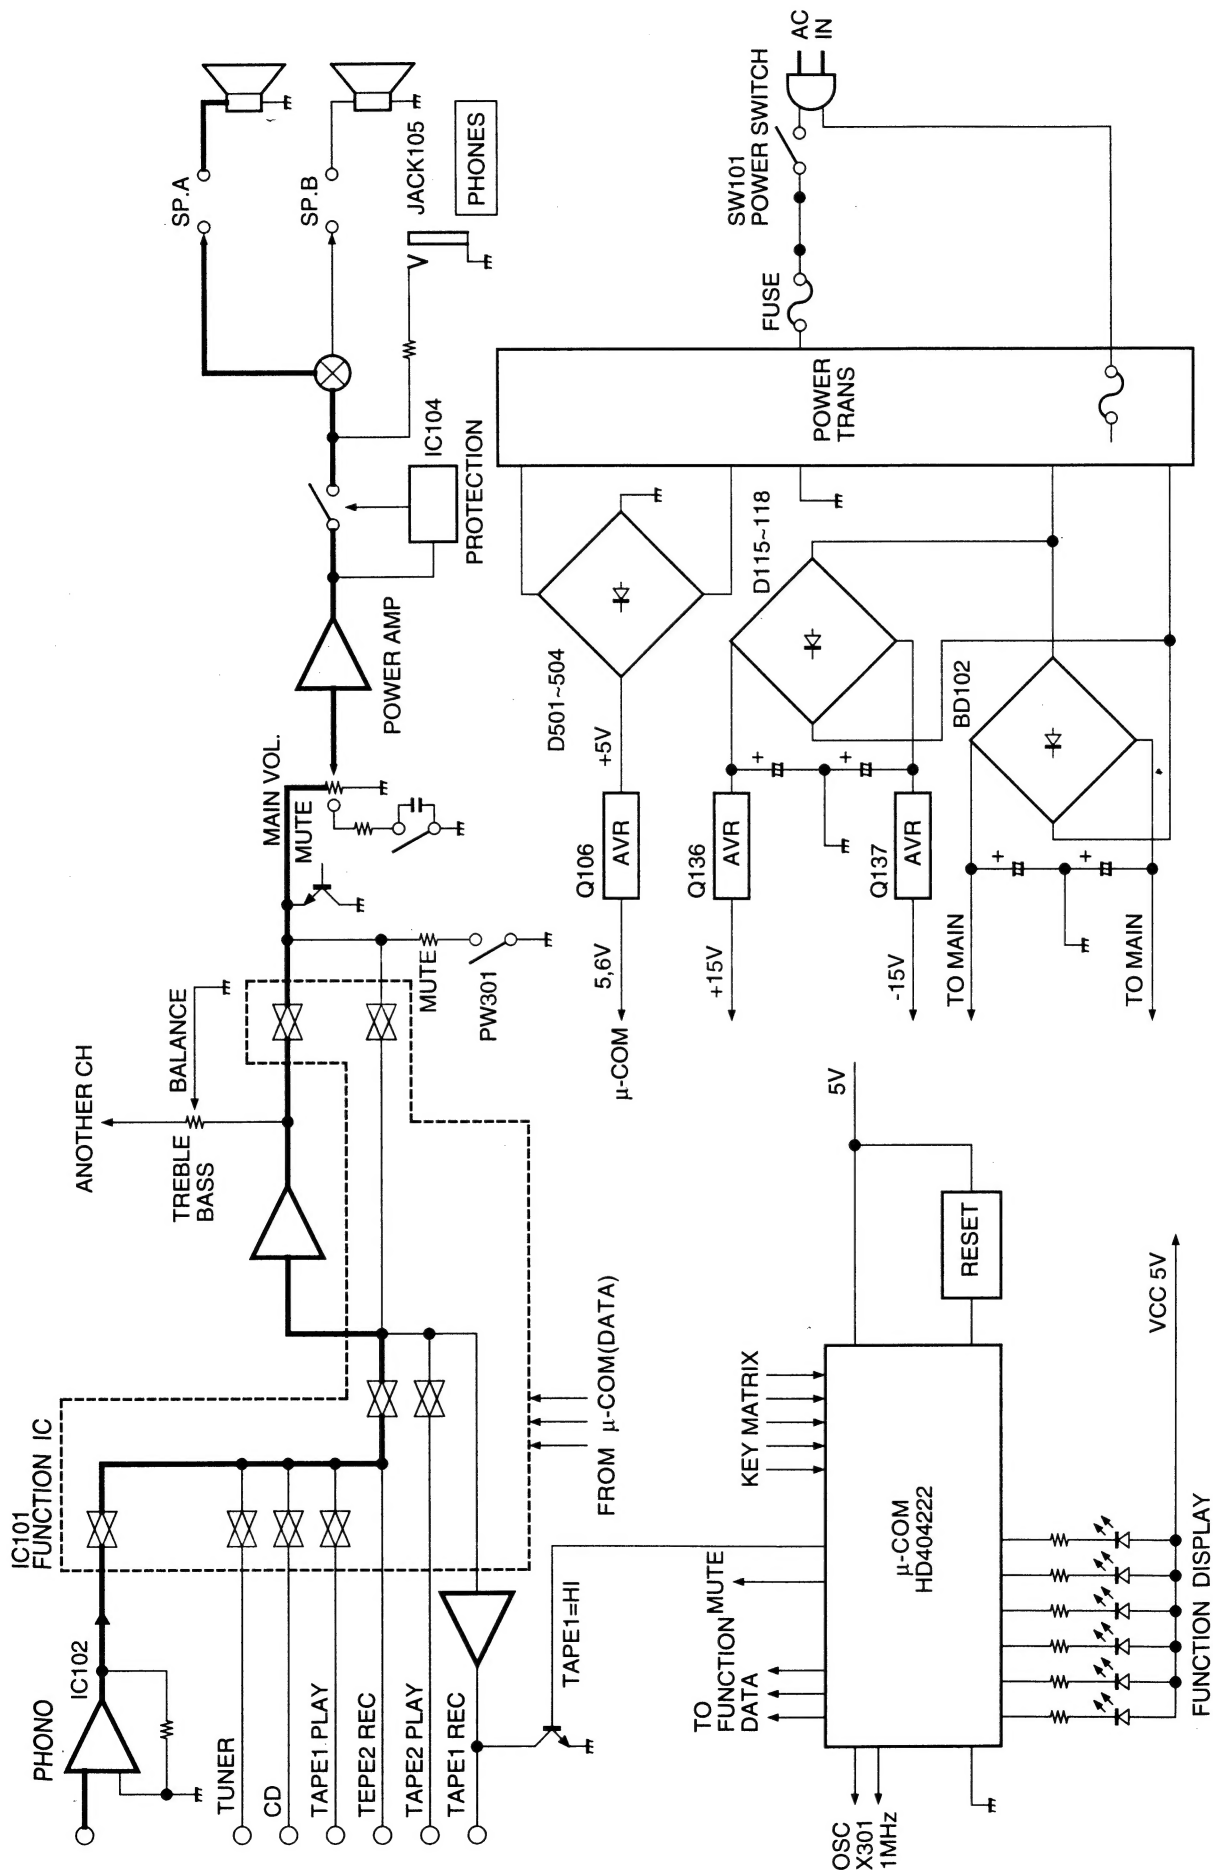 PHONO
IC102
IC101
FUNCTION IC
TUNER
CD
TAPE1 PLAY
TEPE2 REC
TAPE2 PLAY
TAPE1 REC
TAPE1=HI
FROM μ-COM(DATA)
ANOTHER CH
TREBLE
BASS
BALANCE
MUTE
PW301
MAIN VOL.
MUTE
POWER AMP
IC104
PROTECTION
SP.A
SP.B
JACK105
PHONES
AC
IN
SW101
POWER SWITCH
FUSE
POWER
TRANS
D501~504
D115~118
BD102
+5V
Q106
AVR
5,6V
μ-COM
+
+
Q136
AVR
+15V
Q137
AVR
-15V
+
+
TO MAIN
TO MAIN
5V
RESET
KEY MATRIX
μ-COM
HD404222
MUTE
TO
FUNCTION
DATA
OSC
X301
1MHz
VCC 5V
FUNCTION DISPLAY